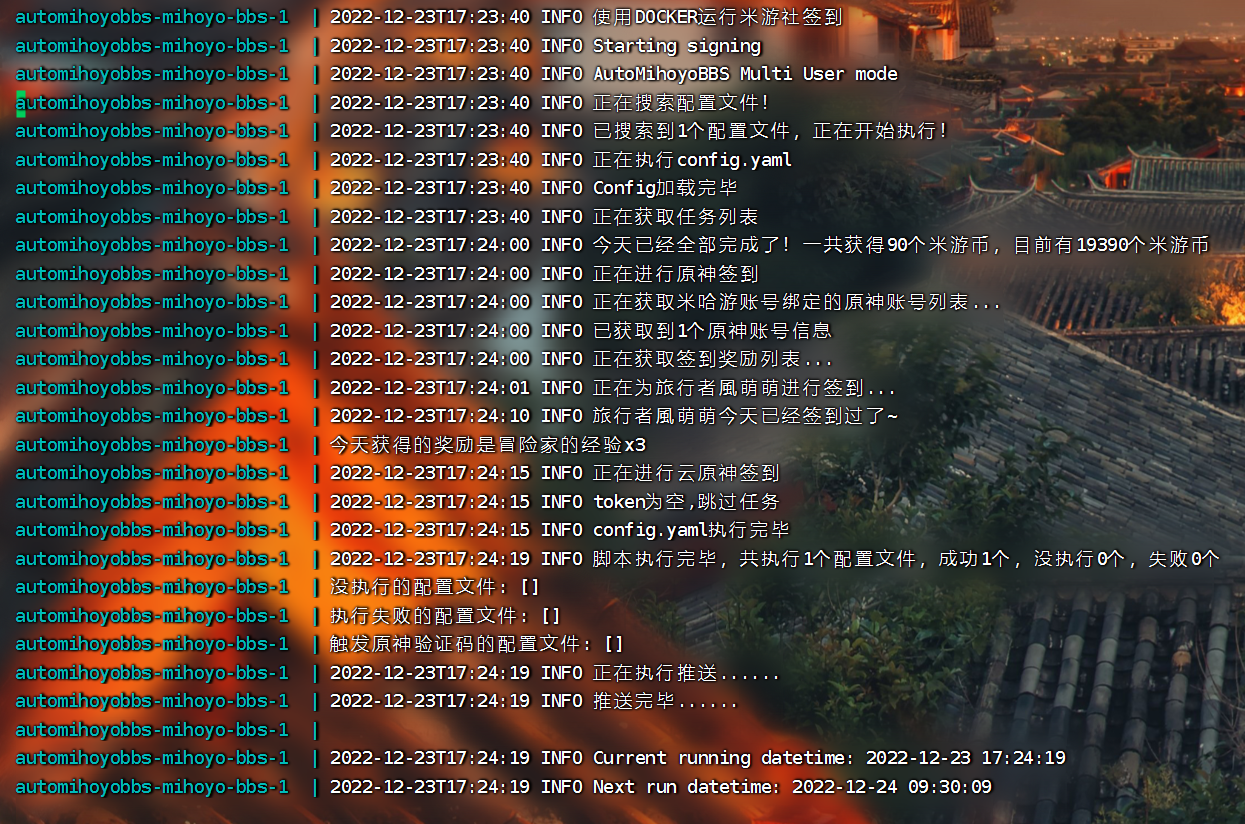 automihoyobbs-mihoyo-bbs-1  | 2022-12-23T17:23:40 INFO 使用DOCKER运行米游社签到
automihoyobbs-mihoyo-bbs-1  | 2022-12-23T17:23:40 INFO Starting signing
automihoyobbs-mihoyo-bbs-1  | 2022-12-23T17:23:40 INFO AutoMihoyoBBS Multi User mode
automihoyobbs-mihoyo-bbs-1  | 2022-12-23T17:23:40 INFO 正在搜索配置文件！
automihoyobbs-mihoyo-bbs-1  | 2022-12-23T17:23:40 INFO 已搜索到1个配置文件，正在开始执行！
automihoyobbs-mihoyo-bbs-1  | 2022-12-23T17:23:40 INFO 正在执行config.yaml
automihoyobbs-mihoyo-bbs-1  | 2022-12-23T17:23:40 INFO Config加载完毕
automihoyobbs-mihoyo-bbs-1  | 2022-12-23T17:23:40 INFO 正在获取任务列表
automihoyobbs-mihoyo-bbs-1  | 2022-12-23T17:24:00 INFO 今天已经全部完成了！一共获得90个米游币，目前有19390个米游币
automihoyobbs-mihoyo-bbs-1  | 2022-12-23T17:24:00 INFO 正在进行原神签到
automihoyobbs-mihoyo-bbs-1  | 2022-12-23T17:24:00 INFO 正在获取米哈游账号绑定的原神账号列表...
automihoyobbs-mihoyo-bbs-1  | 2022-12-23T17:24:00 INFO 已获取到1个原神账号信息
automihoyobbs-mihoyo-bbs-1  | 2022-12-23T17:24:00 INFO 正在获取签到奖励列表...
automihoyobbs-mihoyo-bbs-1  | 2022-12-23T17:24:01 INFO 正在为旅行者風萌萌进行签到...
automihoyobbs-mihoyo-bbs-1  | 2022-12-23T17:24:10 INFO 旅行者風萌萌今天已经签到过了~
automihoyobbs-mihoyo-bbs-1  | 今天获得的奖励是冒险家的经验x3
automihoyobbs-mihoyo-bbs-1  | 2022-12-23T17:24:15 INFO 正在进行云原神签到
automihoyobbs-mihoyo-bbs-1  | 2022-12-23T17:24:15 INFO token为空,跳过任务
automihoyobbs-mihoyo-bbs-1  | 2022-12-23T17:24:15 INFO config.yaml执行完毕
automihoyobbs-mihoyo-bbs-1  | 2022-12-23T17:24:19 INFO 脚本执行完毕，共执行1个配置文件，成功1个，没执行0个，失败0个
automihoyobbs-mihoyo-bbs-1  | 没执行的配置文件: []
automihoyobbs-mihoyo-bbs-1  | 执行失败的配置文件: []
automihoyobbs-mihoyo-bbs-1  | 触发原神验证码的配置文件: []
automihoyobbs-mihoyo-bbs-1  | 2022-12-23T17:24:19 INFO 正在执行推送......
automihoyobbs-mihoyo-bbs-1  | 2022-12-23T17:24:19 INFO 推送完毕......
automihoyobbs-mihoyo-bbs-1  |
automihoyobbs-mihoyo-bbs-1  | 2022-12-23T17:24:19 INFO Current running datetime: 2022-12-23 17:24:19
automihoyobbs-mihoyo-bbs-1  | 2022-12-23T17:24:19 INFO Next run datetime: 2022-12-24 09:30:09